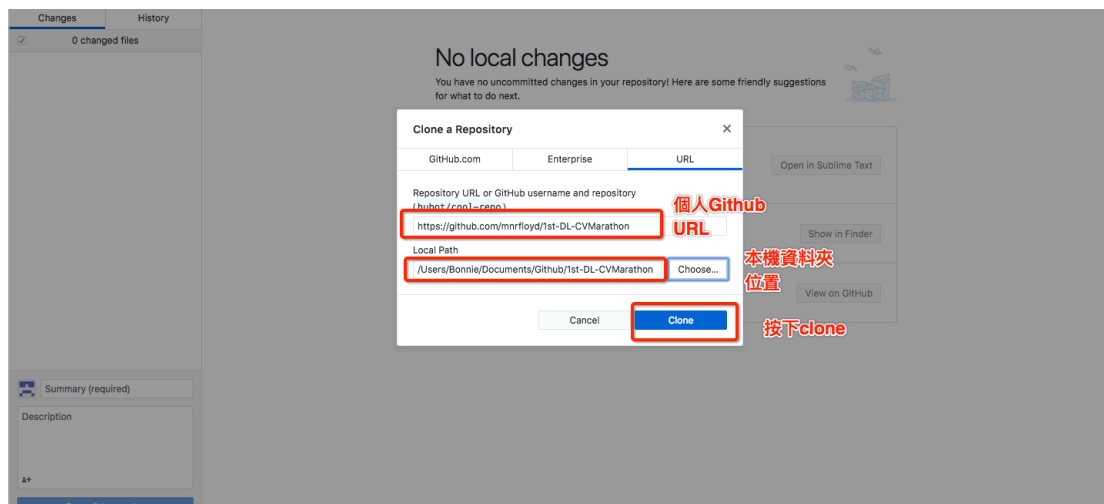 Changes
History
0 changed files
No local changes
You have no uncommitted changes in your repository! Here are some friendly suggestions
for what to do next.
Clone a Repository
GitHub.com
Enterprise
URL
Open in Sublime Text
Repository URL or GitHub username and repository
(hubot/cool-repo)
個人Github
URL
https://github.com/mnrfloyd/1st-DL-CVMarathon
Show in Finder
Local Path
本機資料夾
位置
/Users/Bonnie/Documents/Github/1st-DL-CVMarathon
Choose...
View on GitHub
Cancel
Clone
按下clone
Summary (required)
Description